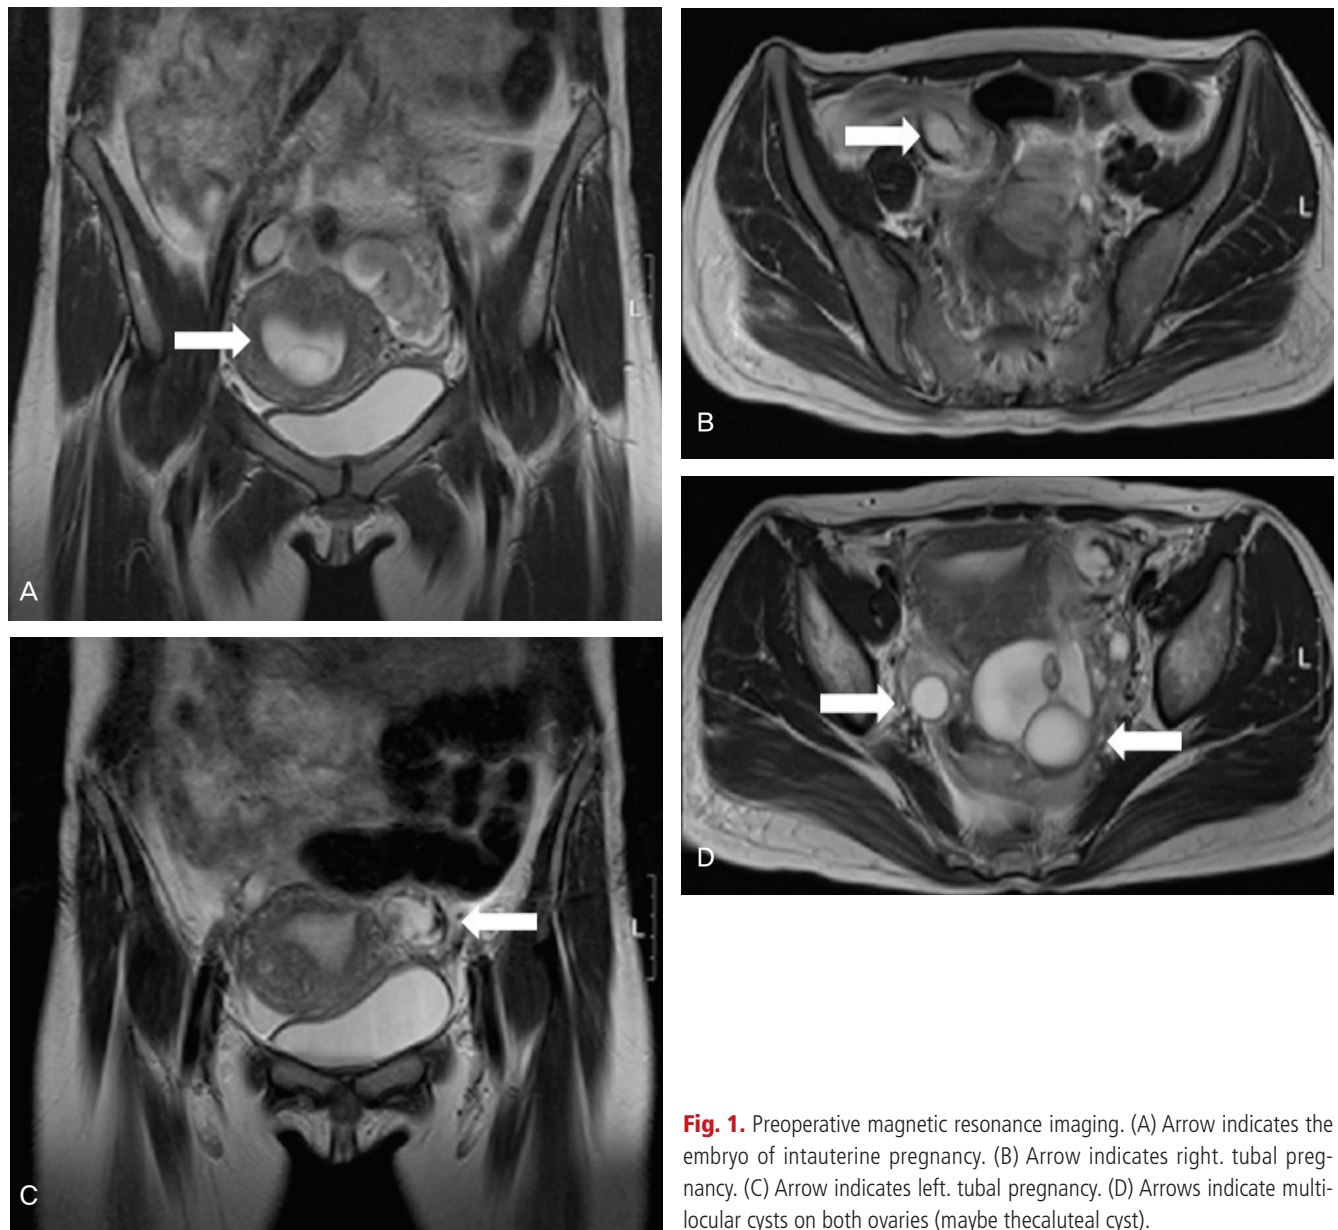 A
L
B
L
C
L
D
L
Fig. 1. Preoperative magnetic resonance imaging. (A) Arrow indicates the
embryo of intauterine pregnancy. (B) Arrow indicates right. tubal preg-
nancy. (C) Arrow indicates left. tubal pregnancy. (D) Arrows indicate multi-
locular cysts on both ovaries (maybe thecaluteal cyst).